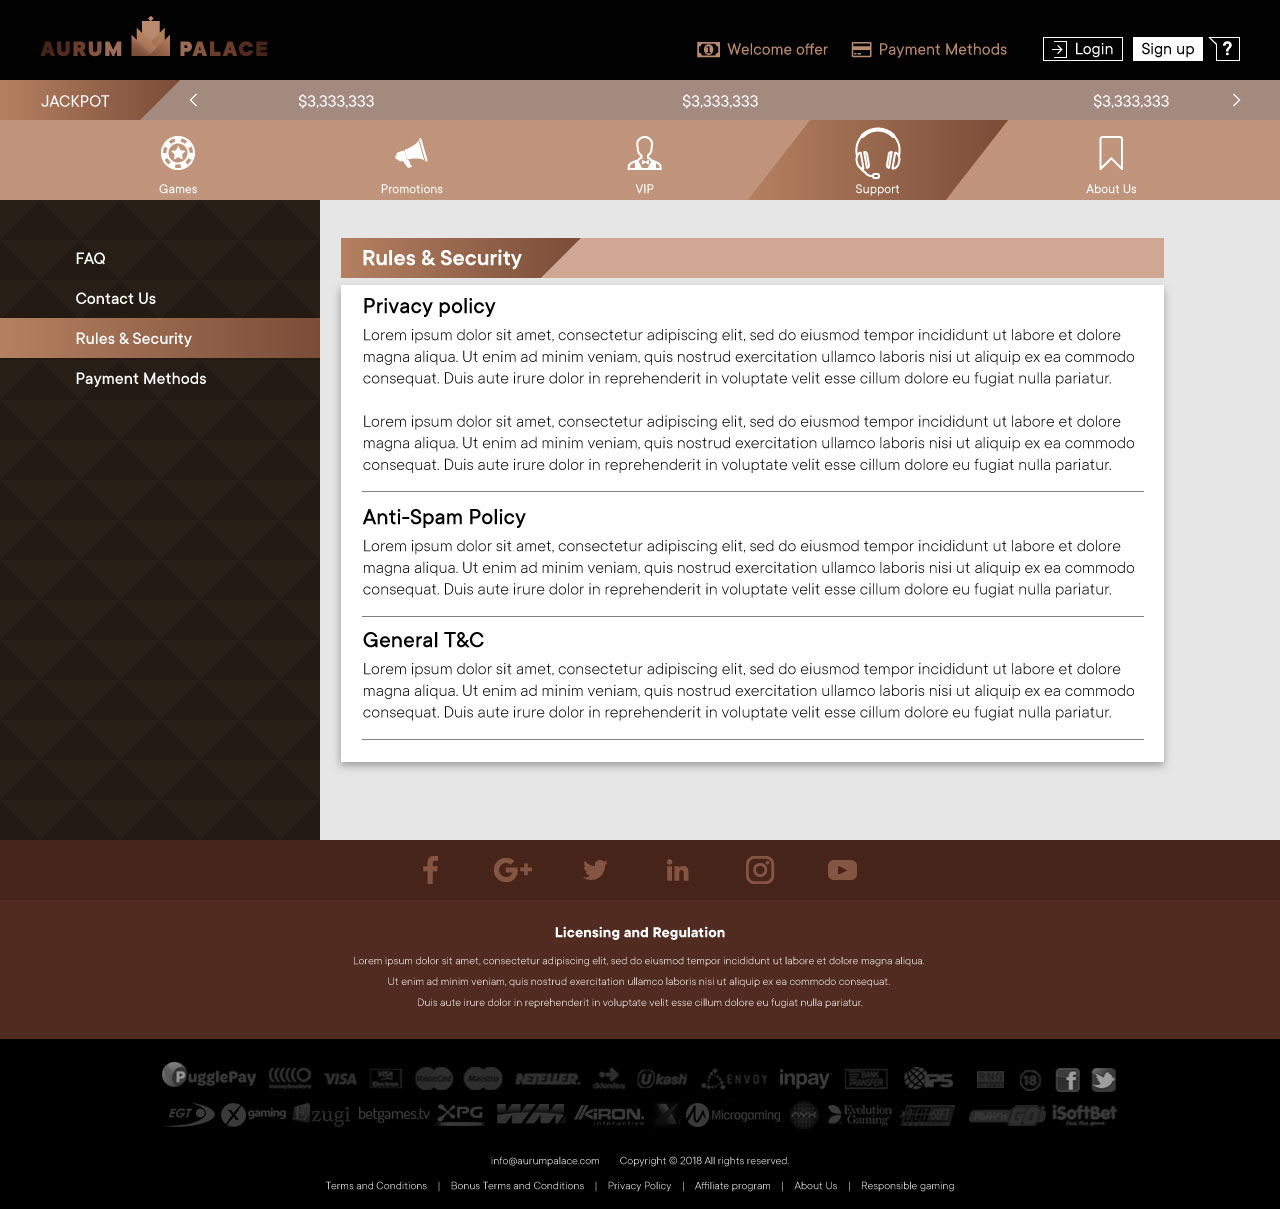 AURUM PALACE
Welcome offer
Payment Methods
Login
Sign up
?
JACKPOT
$3,333,333
$3,333,333
$3,333,333
Games
Promotions
VIP
Support
About Us
FAQ
Contact Us
Rules & Security
Payment Methods
Rules & Security
Privacy policy
Lorem ipsum dolor sit amet, consectetur adipiscing elit, sed do eiusmod tempor incididunt ut labore et dolore
magna aliqua. Ut enim ad minim veniam, quis nostrud exercitation ullamco laboris nisi ut aliquip ex ea commodo
consequat. Duis aute irure dolor in reprehenderit in voluptate velit esse cillum dolore eu fugiat nulla pariatur.
Lorem ipsum dolor sit amet, consectetur adipiscing elit, sed do eiusmod tempor incididunt ut labore et dolore
magna aliqua. Ut enim ad minim veniam, quis nostrud exercitation ullamco laboris nisi ut aliquip ex ea commodo
consequat. Duis aute irure dolor in reprehenderit in voluptate velit esse cillum dolore eu fugiat nulla pariatur.
Anti-Spam Policy
Lorem ipsum dolor sit amet, consectetur adipiscing elit, sed do eiusmod tempor incididunt ut labore et dolore
magna aliqua. Ut enim ad minim veniam, quis nostrud exercitation ullamco laboris nisi ut aliquip ex ea commodo
consequat. Duis aute irure dolor in reprehenderit in voluptate velit esse cillum dolore eu fugiat nulla pariatur.
General T&C
Lorem ipsum dolor sit amet, consectetur adipiscing elit, sed do eiusmod tempor incididunt ut labore et dolore
magna aliqua. Ut enim ad minim veniam, quis nostrud exercitation ullamco laboris nisi ut aliquip ex ea commodo
consequat. Duis aute irure dolor in reprehenderit in voluptate velit esse cillum dolore eu fugiat nulla pariatur.
Licensing and Regulation
Lorem ipsum dolor sit amet, consectetur adipiscing elit, sed do eiusmod tempor incididunt ut labore et dolore magna aliqua.
Ut enim ad minim veniam, quis nostrud exercitation ullamco laboris nisi ut aliquip ex ea commodo consequat.
Duis aute irure dolor in reprehenderit in voluptate velit esse cillum dolore eu fugiat nulla pariatur.
PugglePay VISA VISA MasterCard Maestro NETELLER. Ukash ENVOY inpay BANK TRANSFER IPS 18
EGT gaming zugi betgames.tv XPG WM KIRON. INTERACTIVE X Microgaming NYX Evolution Gaming PLAY'n GO iSoftBet
info@aurumpalace.com Copyright © 2018 All rights reserved.
Terms and Conditions | Bonus Terms and Conditions | Privacy Policy | Affiliate program | About Us | Responsible gaming